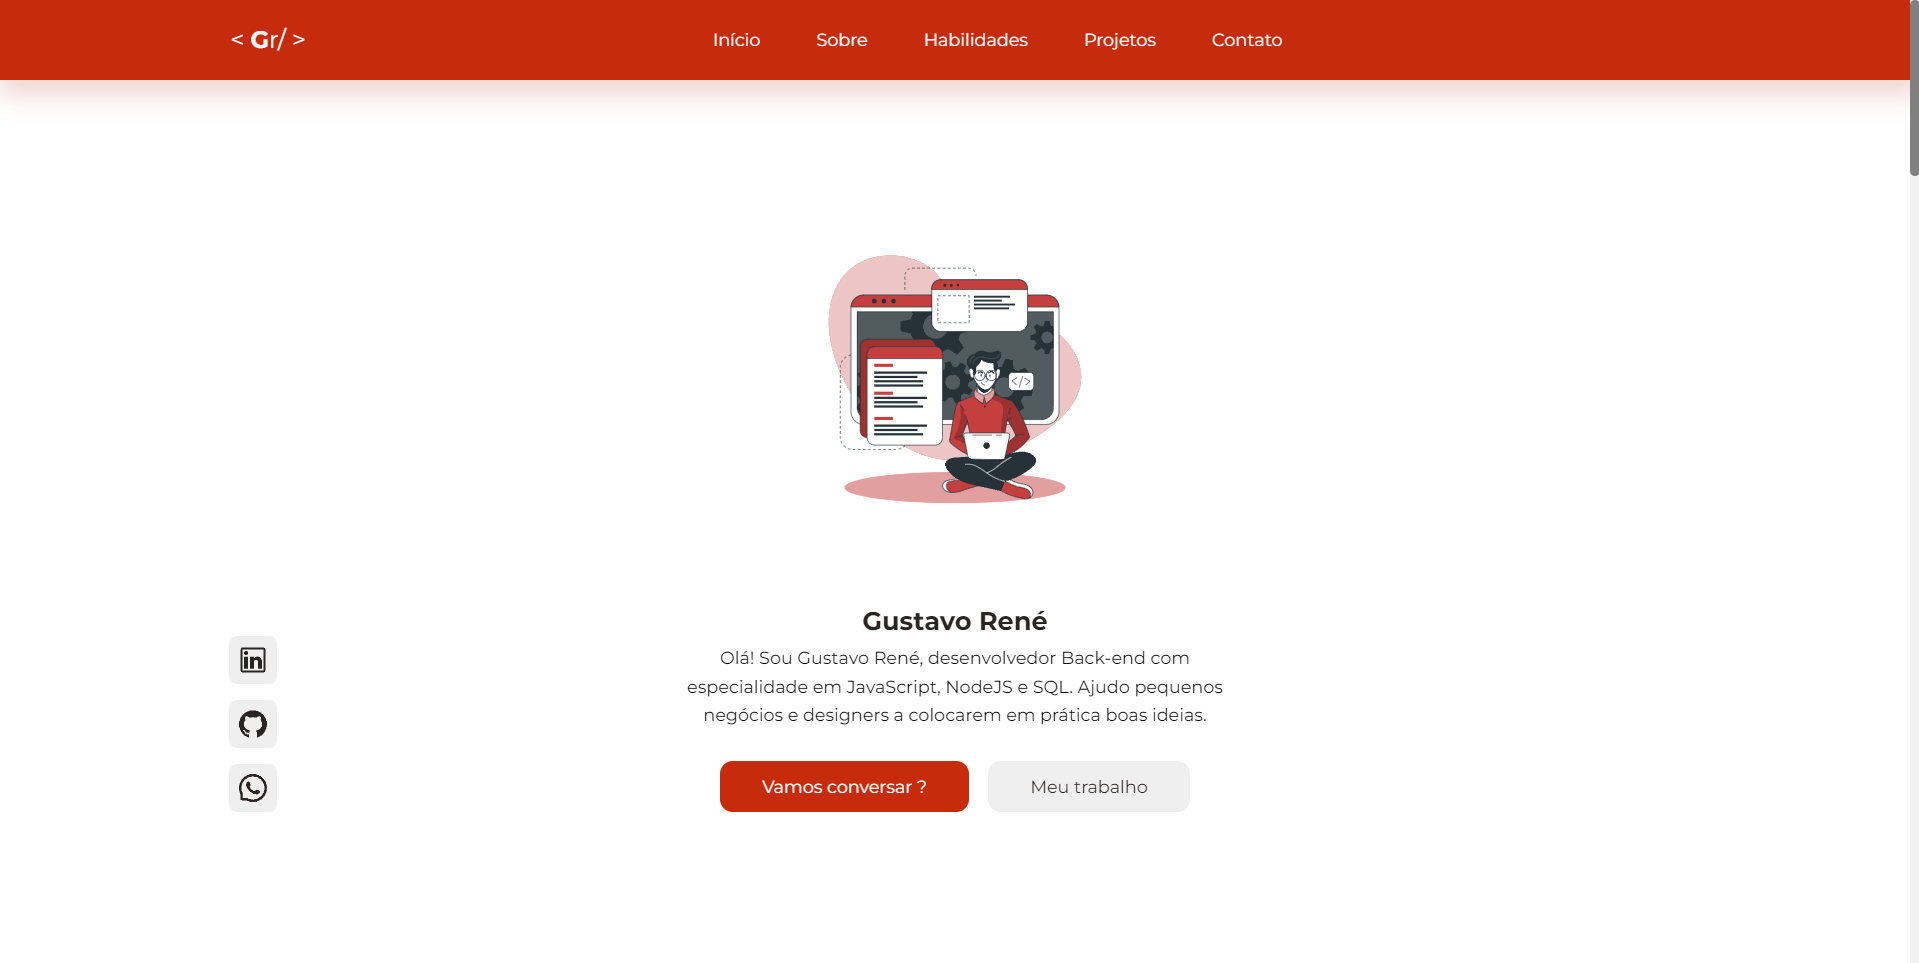 < Gr/ >
Início
Sobre
Habilidades
Projetos
Contato
</>
Gustavo René
Olá! Sou Gustavo René, desenvolvedor Back-end com
especialidade em JavaScript, NodeJS e SQL. Ajudo pequenos
negócios e designers a colocarem em prática boas ideias.
in
Vamos conversar ?
Meu trabalho